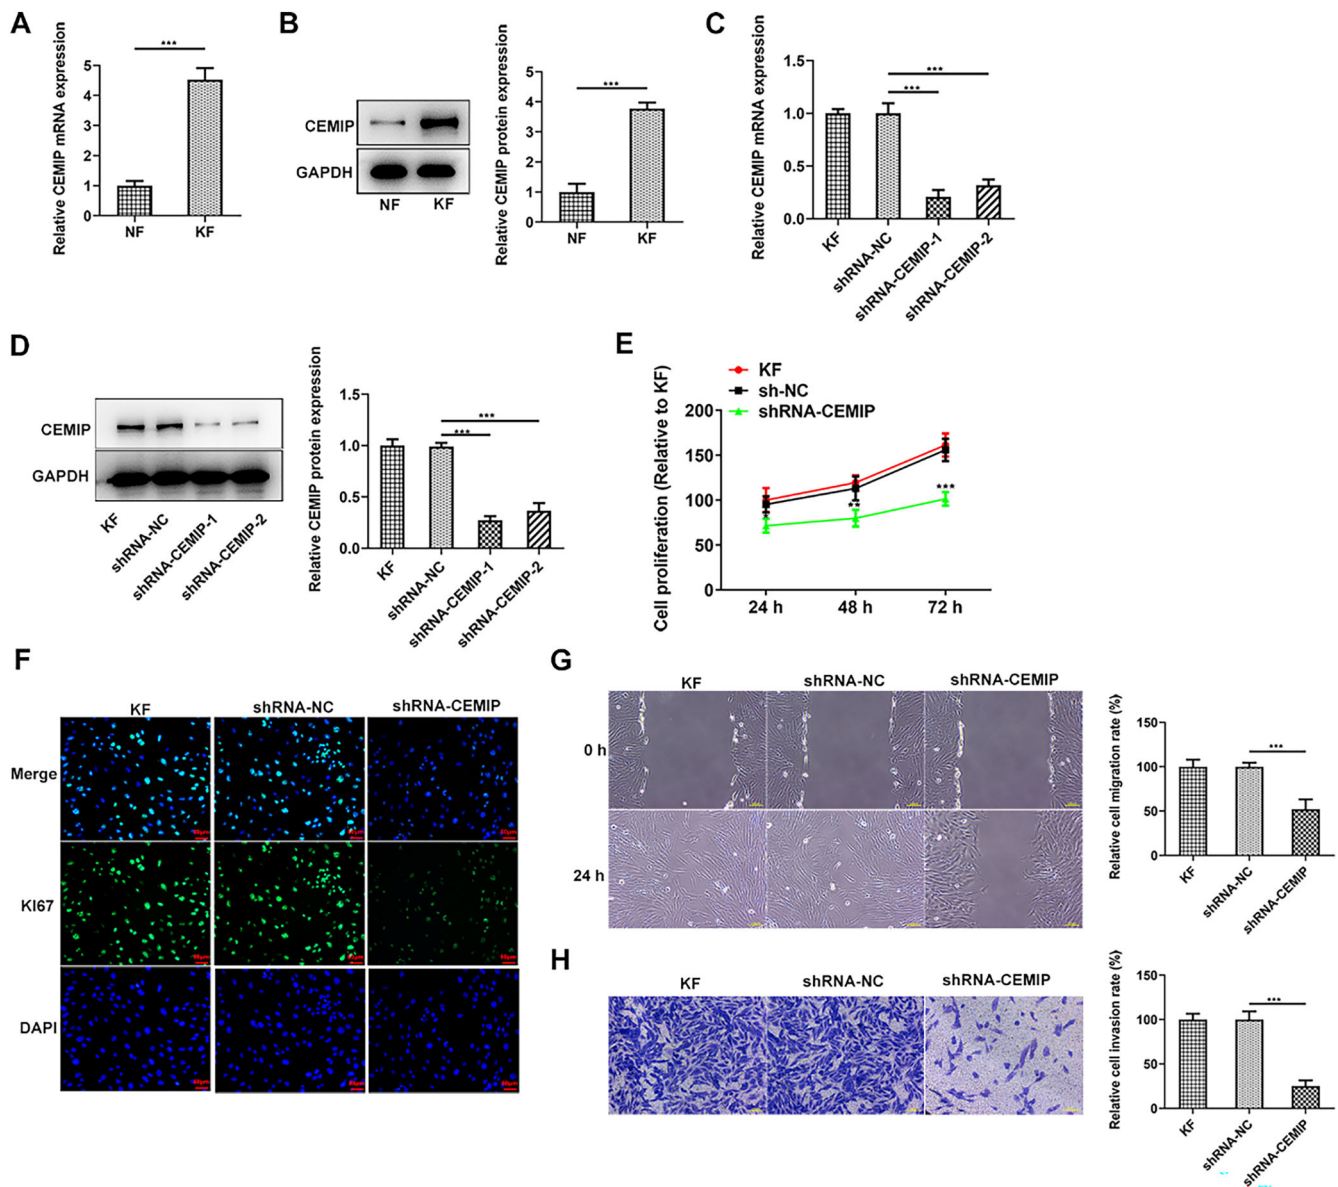 A
Relative CEMIP mRNA expression
5
4
3
2
1
0
***
NF
KF
B
CEMIP
GAPDH
NF
KF
Relative CEMIP protein expression
5
4
3
2
1
0
***
NF
KF
C
Relative CEMIP mRNA expression
1.5
1.0
0.5
0.0
***
***
KF
shRNA-NC
shRNA-CEMIP-1
shRNA-CEMIP-2
D
CEMIP
GAPDH
KF
shRNA-NC
shRNA-CEMIP-1
shRNA-CEMIP-2
Relative CEMIP protein expression
1.5
1.0
0.5
0.0
***
***
KF
shRNA-NC
shRNA-CEMIP-1
shRNA-CEMIP-2
E
KF
sh-NC
shRNA-CEMIP
Cell proliferation (Relative to KF)
200
150
100
50
0
*
**
***
24 h
48 h
72 h
F
KF
shRNA-NC
shRNA-CEMIP
Merge
KI67
DAPI
G
KF
shRNA-NC
shRNA-CEMIP
0 h
24 h
Relative cell migration rate (%)
150
100
50
0
***
KF
shRNA-NC
shRNA-CEMIP
H
KF
shRNA-NC
shRNA-CEMIP
Relative cell invasion rate (%)
150
100
50
0
***
KF
shRNA-NC
shRNA-CEMIP